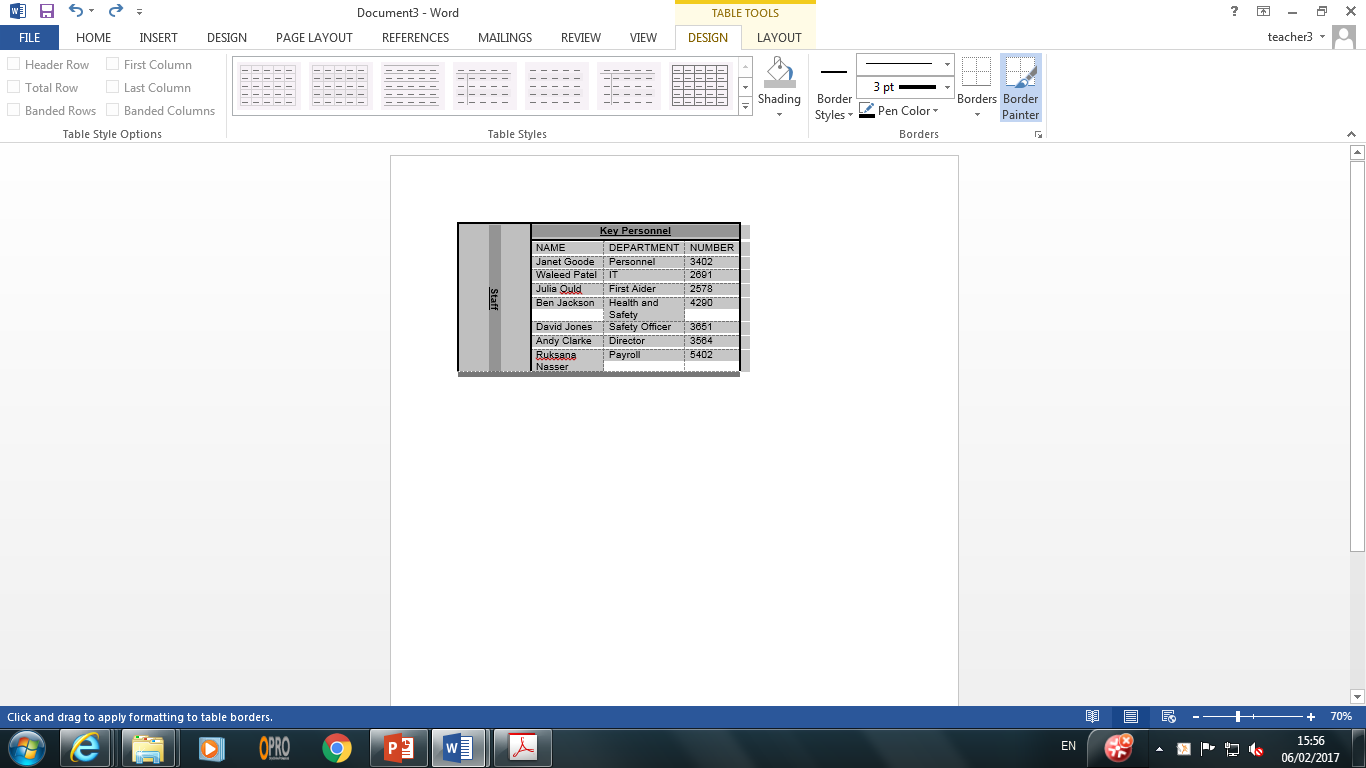 Document3 - Word
TABLE TOOLS
?
FILE HOME INSERT DESIGN PAGE LAYOUT REFERENCES MAILINGS REVIEW VIEW DESIGN LAYOUT teacher3
Header Row First Column
Total Row Last Column
Banded Rows Banded Columns
Table Style Options
Table Styles
Shading
Border Styles
3 pt
Pen Color
Borders
Border Painter
Borders
Staff
Key Personnel
NAME DEPARTMENT NUMBER
Janet Goode Personnel 3402
Waleed Patel IT 2691
Julia Ould First Aider 2578
Ben Jackson Health and 4290
Safety
David Jones Safety Officer 3651
Andy Clarke Director 3564
Ruksana Payroll 5402
Nasser
Click and drag to apply formatting to table borders.
70%
OPRO
EN
15:56
06/02/2017